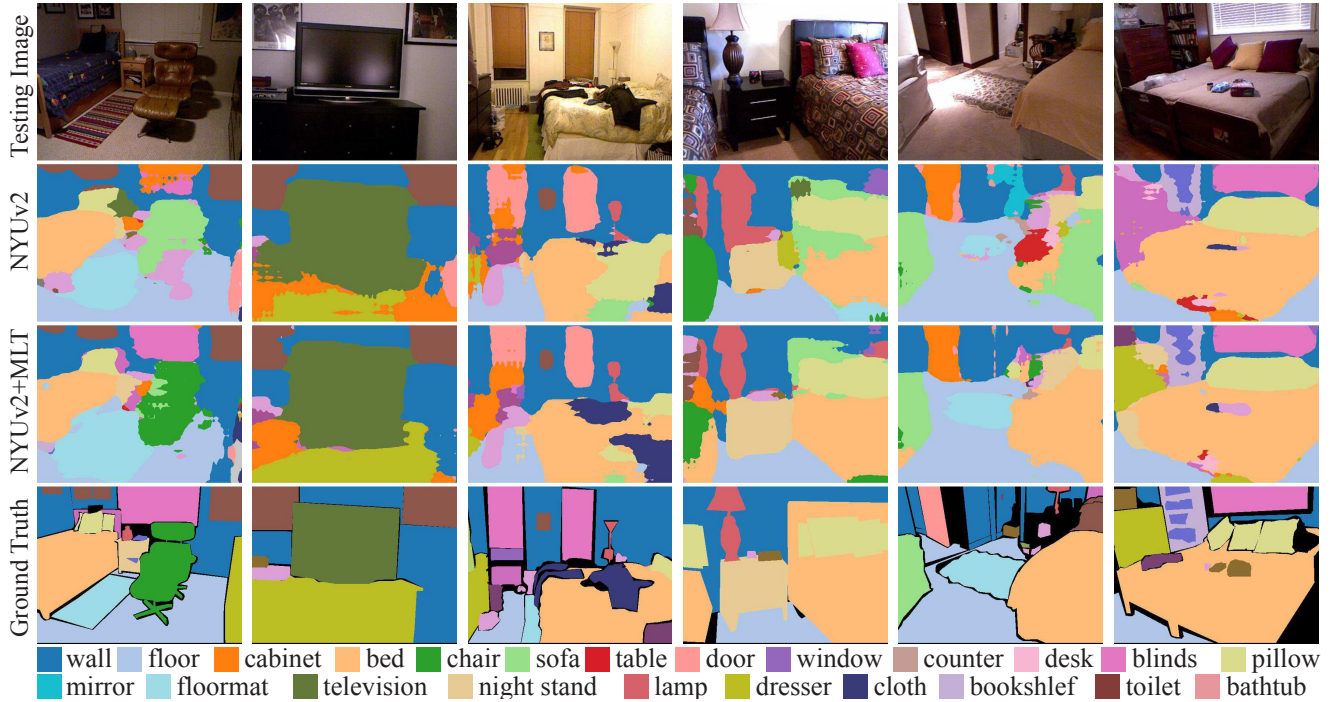 Testing Image
NYUv2
NYUv2+MLT
Ground Truth
wall floor cabinet bed chair sofa table door window counter desk blinds pillow
mirror floormat television night stand lamp dresser cloth bookshlef toilet bathtub